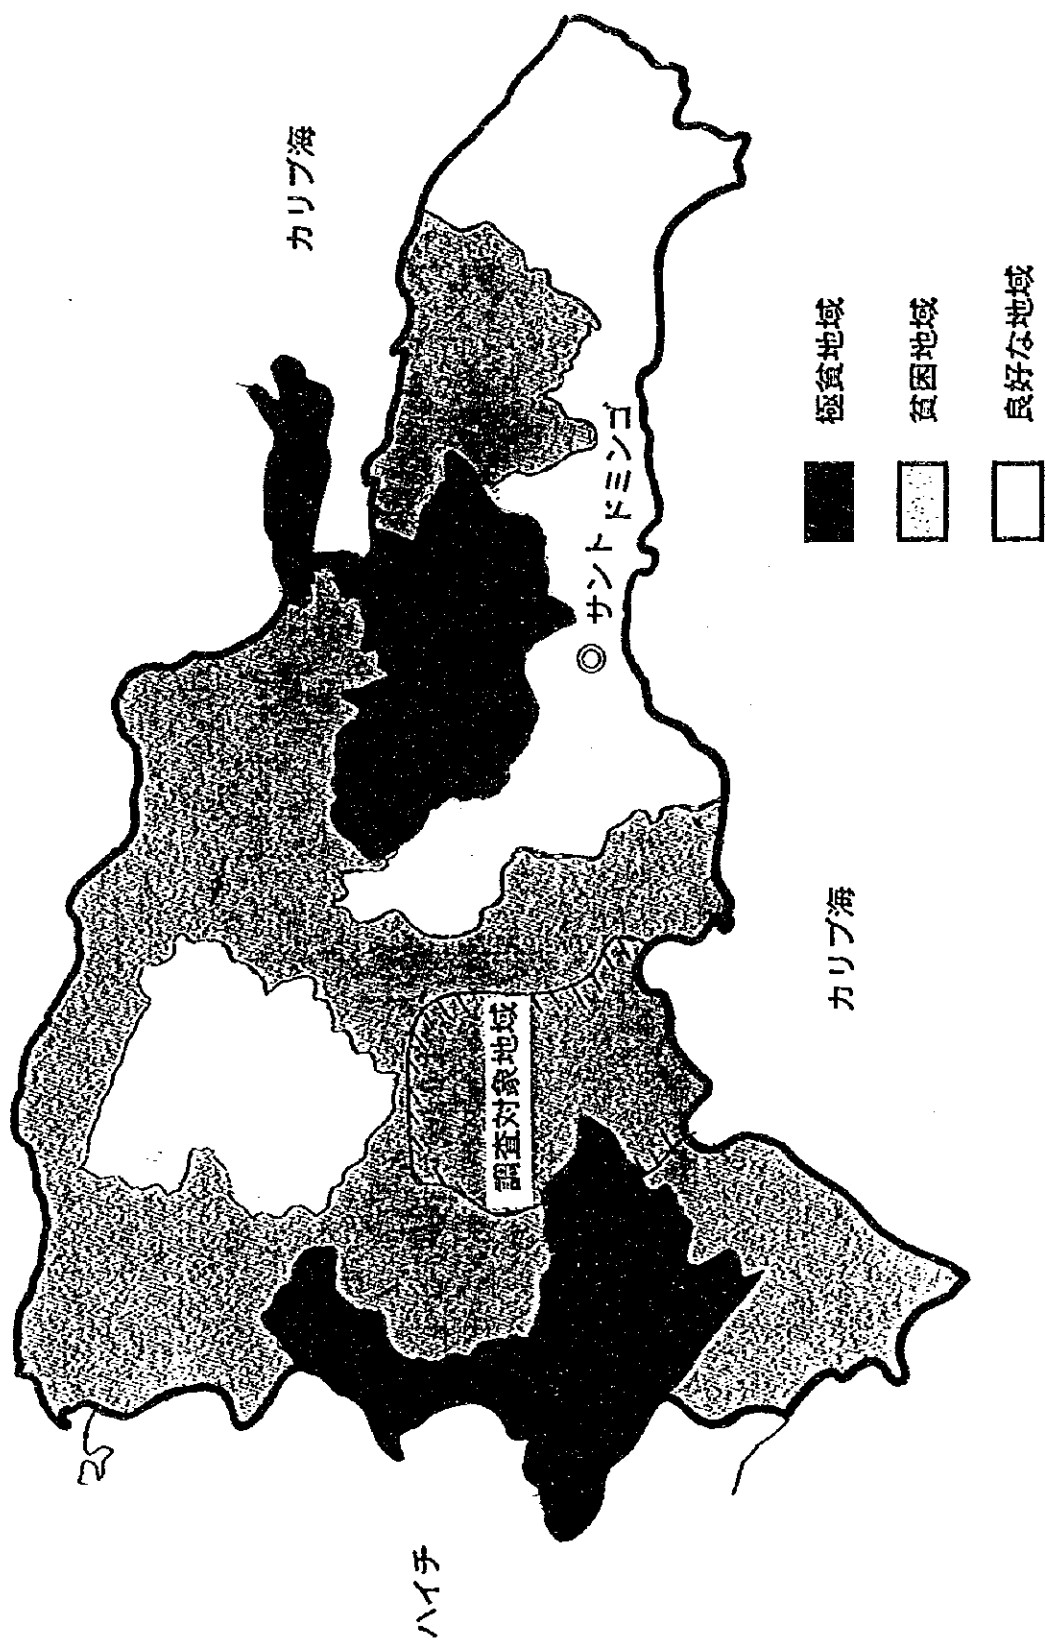 カリブ海
ハイチ
調査対象地域
サントドミンゴ
カリブ海
極貧地域
貧困地域
良好な地域